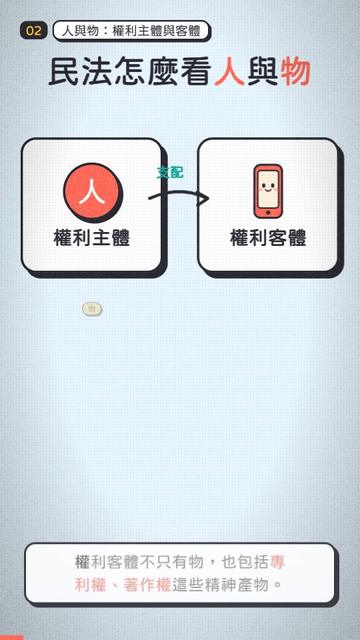 02 人與物：權利主體與客體
民法怎麼看人與物
支配
人
權利主體
權利客體
物
權利客體不只有物，也包括專
利權、著作權這些精神產物。